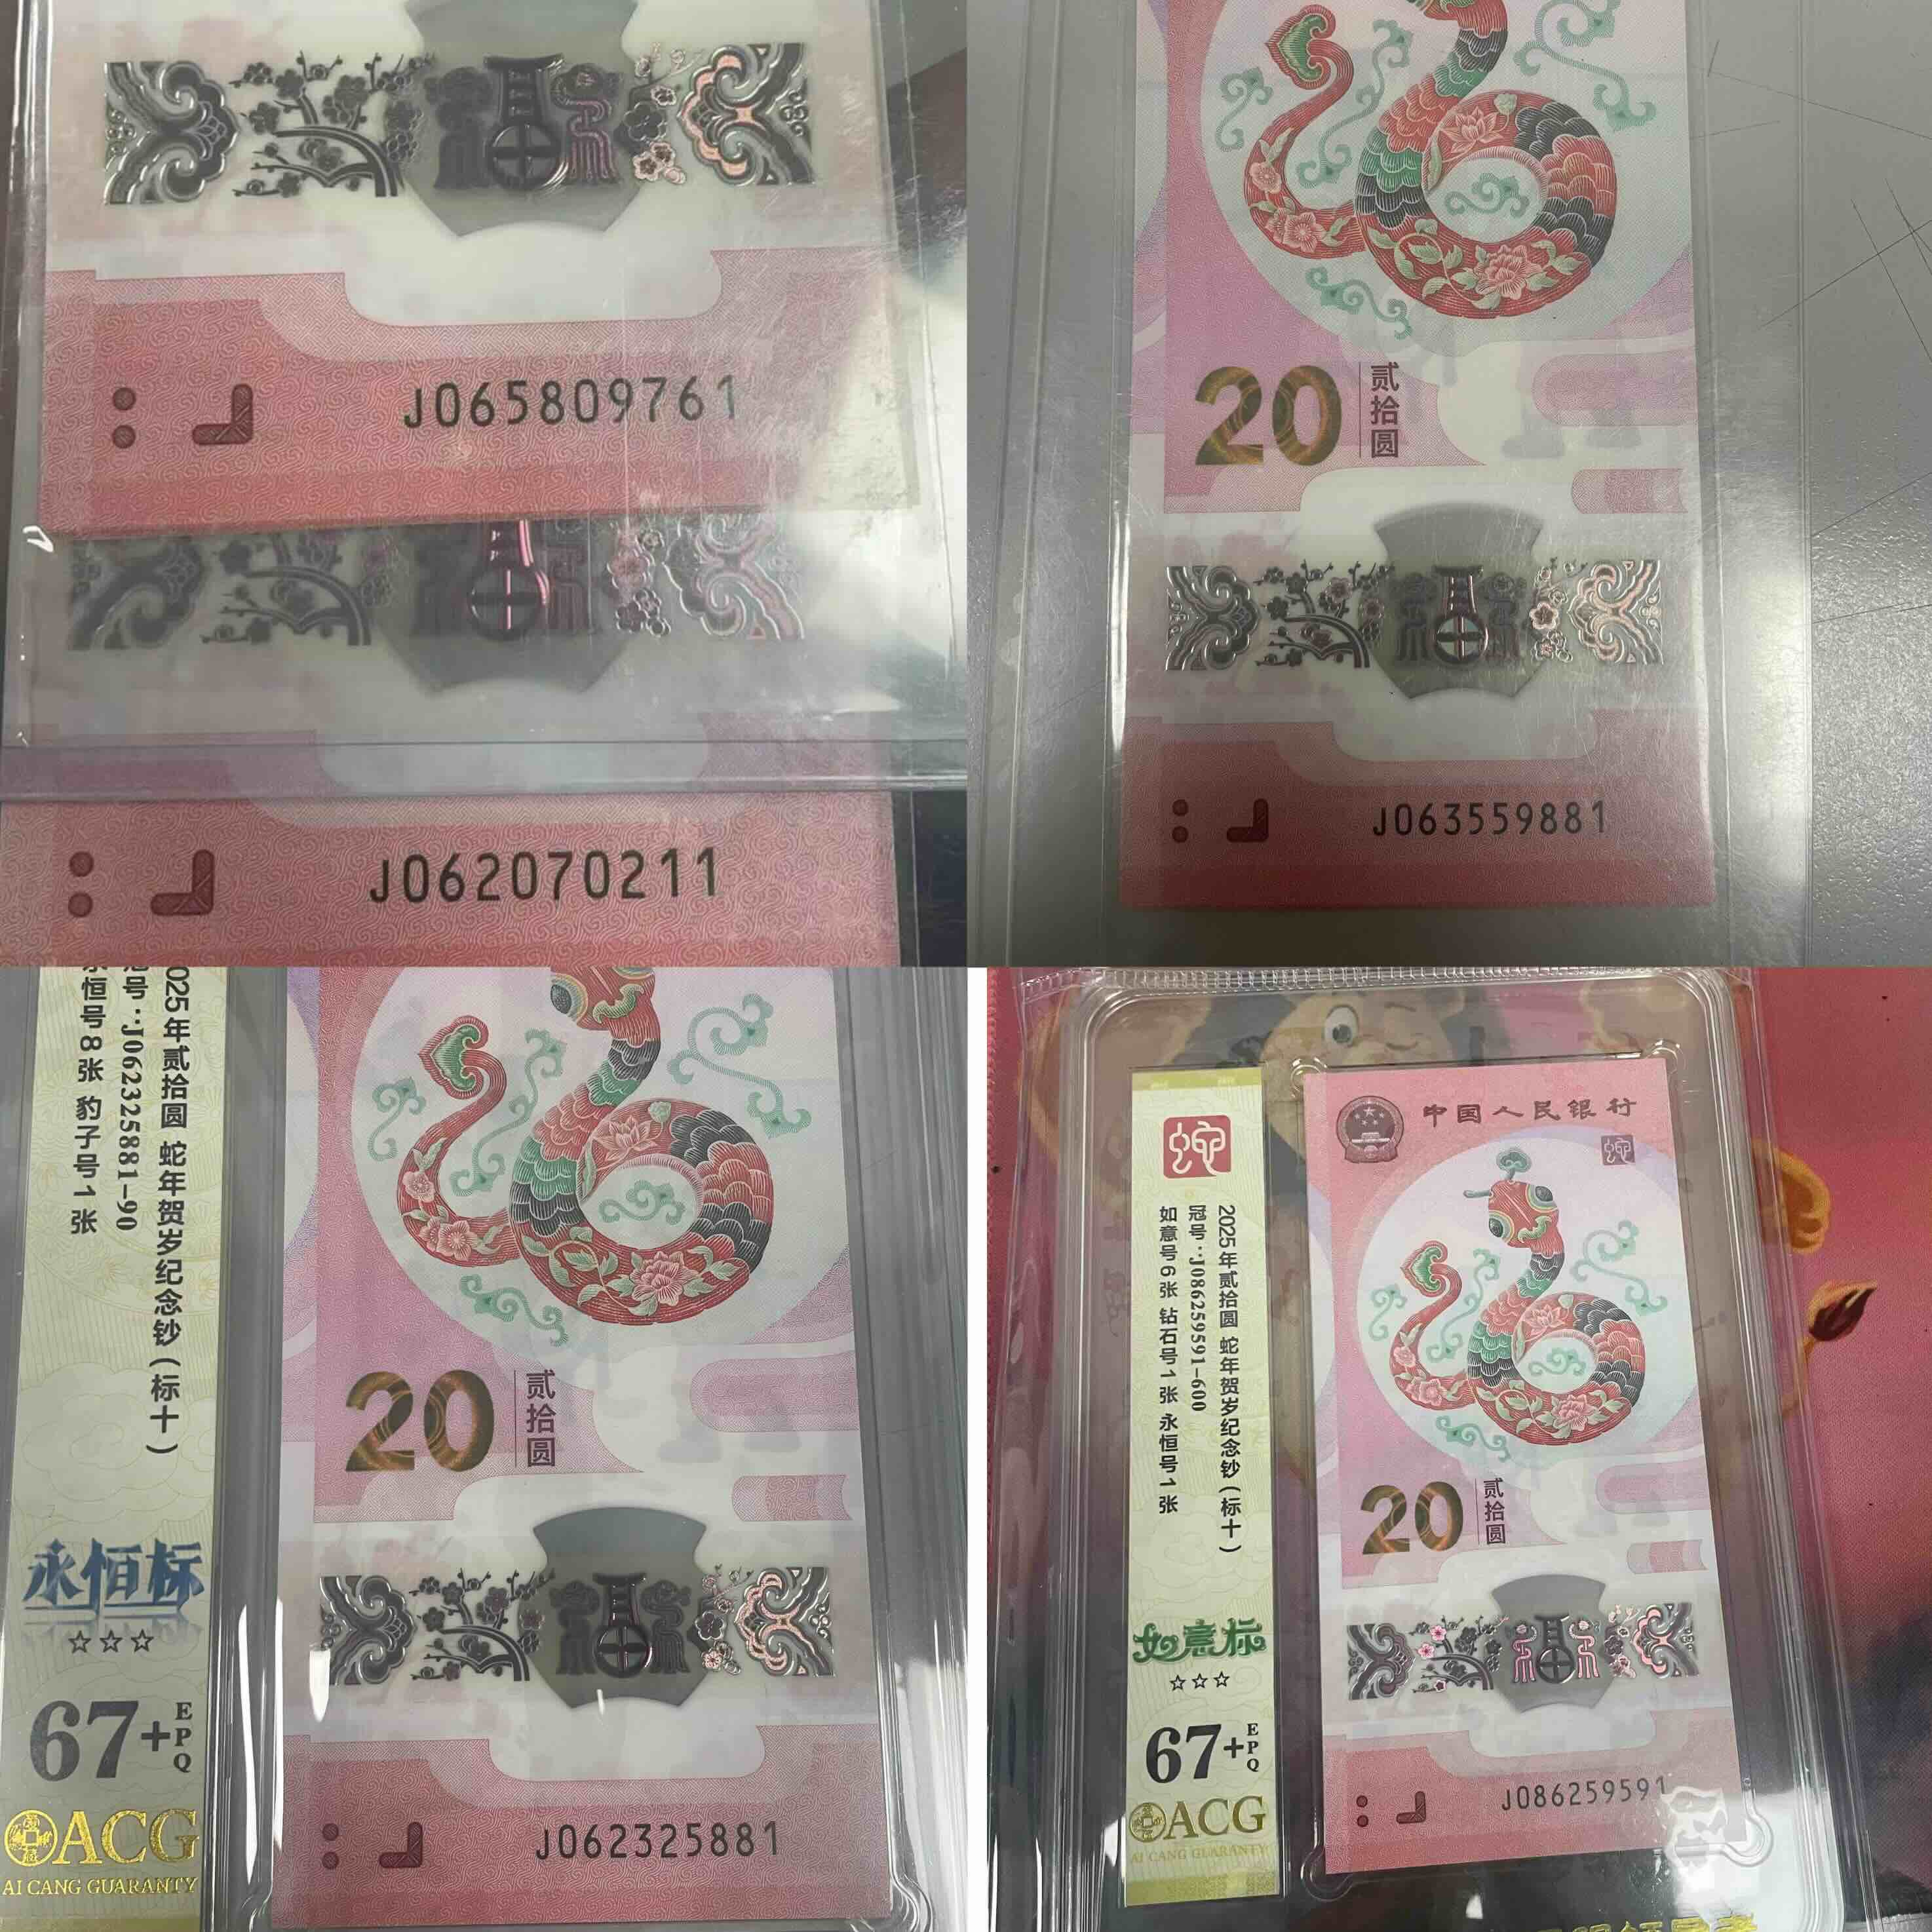 J065809761
J062070211
20
贰拾圆
J063559881
2025年贰拾圆 蛇年贺岁纪念钞(标十)
冠号:J062325881-90
永恒号8张 豹子号1张
永恒标
☆☆☆
67+
EPQ
ACG
AI CANG GUARANTY
20
贰拾圆
J062325881
2025年贰拾圆 蛇年贺岁纪念钞(标十)
冠号:J086259591-600
如意号6张 钻石号1张 永恒号1张
如意标
☆☆☆
67+
EPQ
ACG
AI CANG GUARANTY
中国人民银行
20
贰拾圆
J086259591